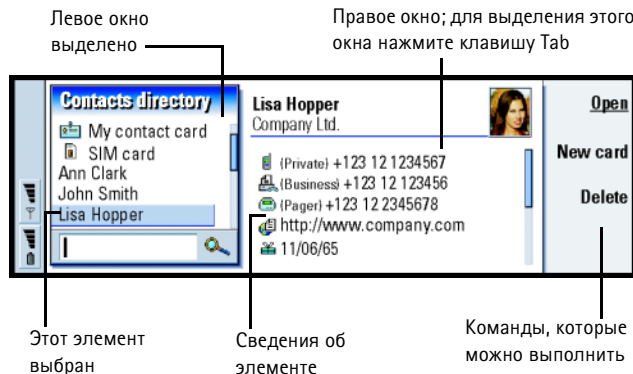 Левое окно
выделено
Правое окно; для выделения этого
окна нажмите клавишу Tab
Contacts directory
My contact card
SIM card
Ann Clark
John Smith
Lisa Hopper
Lisa Hopper
Company Ltd.
(Private) +123 12 1234567
(Business) +123 12 123456
(Pager) +123 12 2345678
http://www.company.com
11/06/65
Open
New card
Delete
Этот элемент
выбран
Сведения об
элементе
Команды, которые
можно выполнить